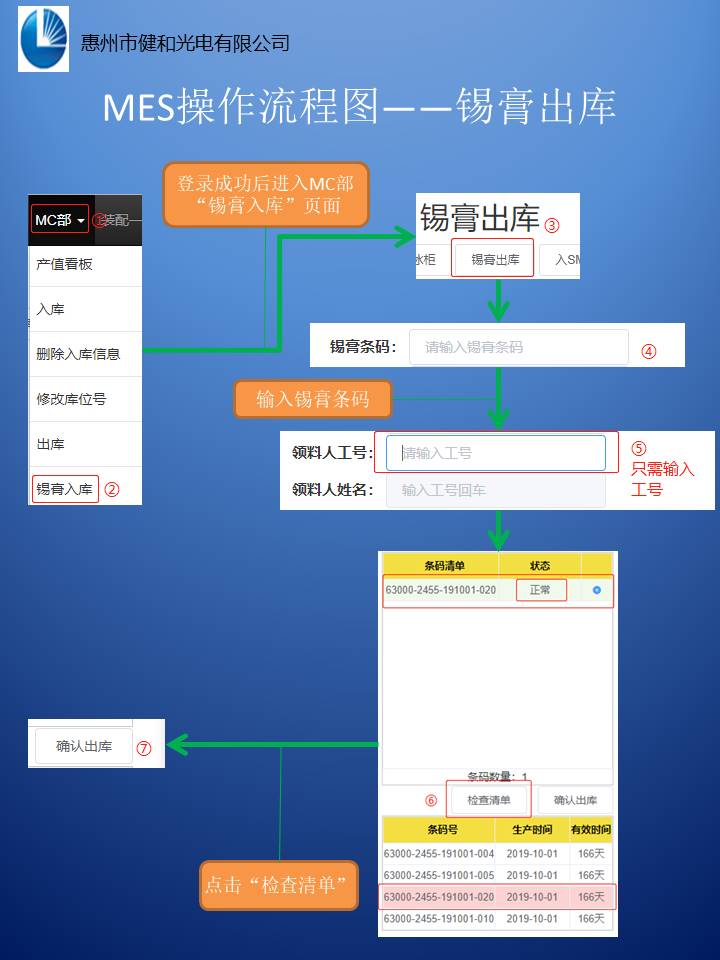 惠州市健和光电有限公司
MES操作流程图——锡膏出库
登录成功后进入MC部
“锡膏入库”页面
MC部 ① 装配一
产值看板
入库
删除入库信息
修改库位号
出库
锡膏入库 ②
锡膏出库 ③
冰柜 锡膏出库 入SM
锡膏条码： 请输入锡膏条码 ④
输入锡膏条码
领料人工号： 请输入工号 ⑤
只需输入
工号
领料人姓名： 输入工号回车
条码清单 状态
63000-2455-191001-020 正常
条码数量：1
⑥ 检查清单 确认出库
确认出库 ⑦
点击“检查清单”
条码号 生产时间 有效时间
63000-2455-191001-004 2019-10-01 166天
63000-2455-191001-005 2019-10-01 166天
63000-2455-191001-020 2019-10-01 166天
63000-2455-191001-010 2019-10-01 166天